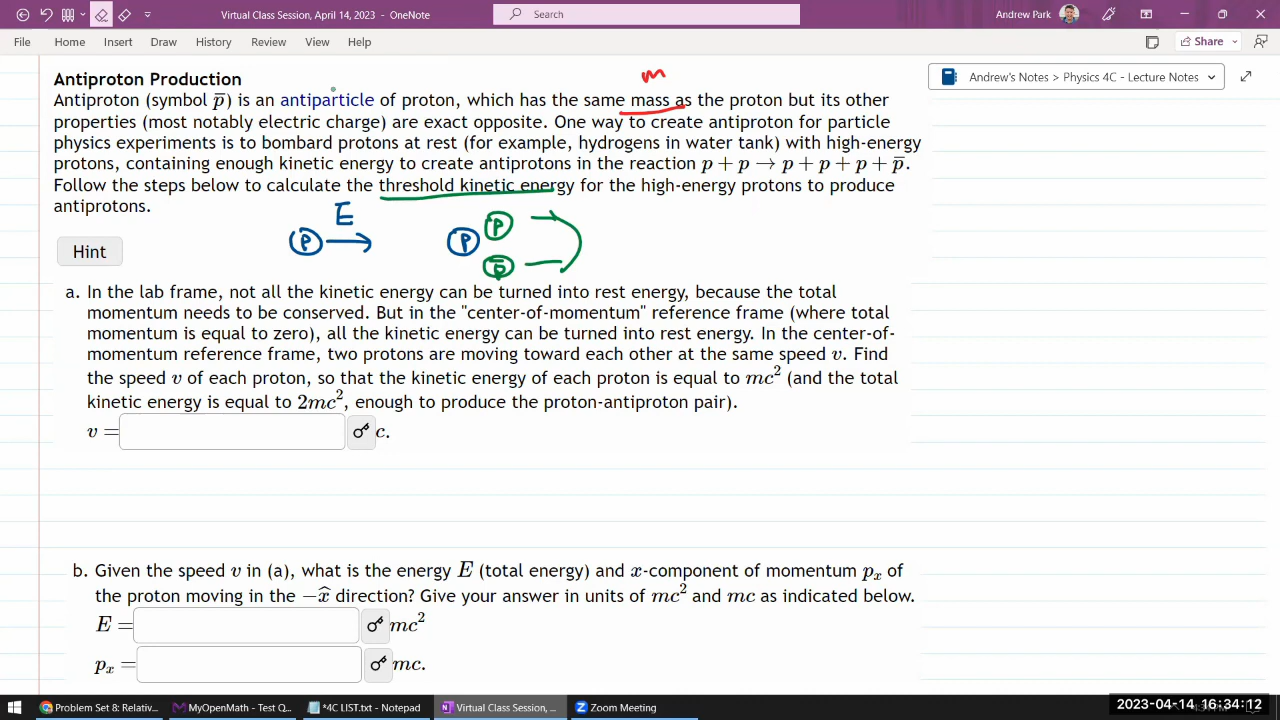 Virtual Class Session, April 14, 2023 - OneNote
Search
Andrew Park
File Home Insert Draw History Review View Help
Share
Andrew's Notes > Physics 4C - Lecture Notes
m
Antiproton Production
Antiproton (symbol p̅) is an antiparticle of proton, which has the same mass as the proton but its other
properties (most notably electric charge) are exact opposite. One way to create antiproton for particle
physics experiments is to bombard protons at rest (for example, hydrogens in water tank) with high-energy
protons, containing enough kinetic energy to create antiprotons in the reaction p + p → p + p + p + p̅.
Follow the steps below to calculate the threshold kinetic energy for the high-energy protons to produce
antiprotons.
E
P P P p̅
Hint
a. In the lab frame, not all the kinetic energy can be turned into rest energy, because the total
momentum needs to be conserved. But in the "center-of-momentum" reference frame (where total
momentum is equal to zero), all the kinetic energy can be turned into rest energy. In the center-of-
momentum reference frame, two protons are moving toward each other at the same speed v. Find
the speed v of each proton, so that the kinetic energy of each proton is equal to mc² (and the total
kinetic energy is equal to 2mc², enough to produce the proton-antiproton pair).
v = c.
b. Given the speed v in (a), what is the energy E (total energy) and x-component of momentum pₓ of
the proton moving in the −x̂ direction? Give your answer in units of mc² and mc as indicated below.
E = mc²
pₓ = mc.
Problem Set & Relativ... MyOpenMath - Test Q... *4C LIST.txt - Notepad Virtual Class Session, ... Zoom Meeting
2023-04-14 16:34:12